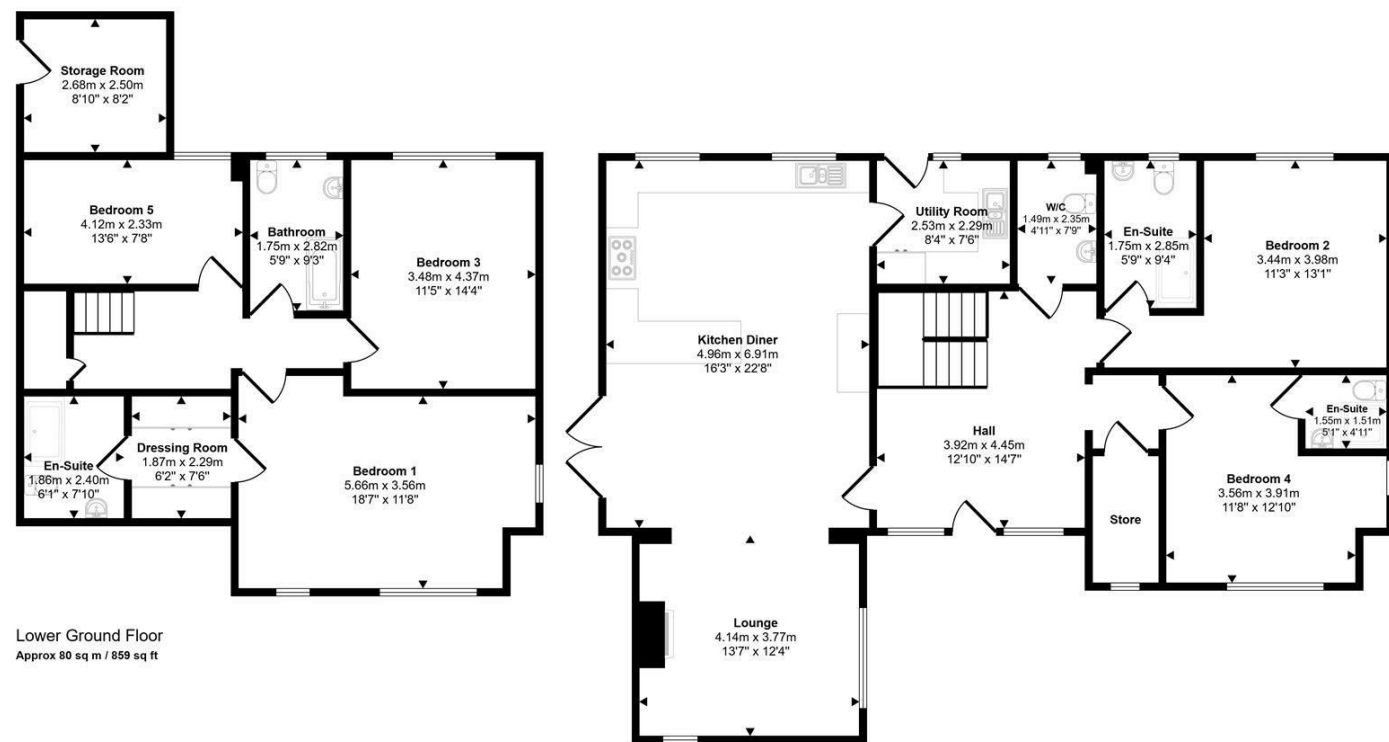 Storage Room
2.68m x 2.50m
8'10" x 8'2"
Bedroom 5
4.12m x 2.33m
13'6" x 7'8"
Bathroom
1.75m x 2.82m
5'9" x 9'3"
Bedroom 3
3.48m x 4.37m
11'5" x 14'4"
En-Suite
1.86m x 2.40m
6'1" x 7'10"
Dressing Room
1.87m x 2.29m
6'2" x 7'6"
Bedroom 1
5.66m x 3.56m
18'7" x 11'8"
Lower Ground Floor
Approx 80 sq m / 859 sq ft
Kitchen Diner
4.96m x 6.91m
16'3" x 22'8"
Utility Room
2.53m x 2.29m
8'4" x 7'6"
W/C
1.49m x 2.35m
4'11" x 7'9"
En-Suite
1.75m x 2.85m
5'9" x 9'4"
Bedroom 2
3.44m x 3.98m
11'3" x 13'1"
Hall
3.92m x 4.45m
12'10" x 14'7"
En-Suite
1.55m x 1.51m
5'1" x 4'11"
Bedroom 4
3.56m x 3.91m
11'8" x 12'10"
Store
Lounge
4.14m x 3.77m
13'7" x 12'4"